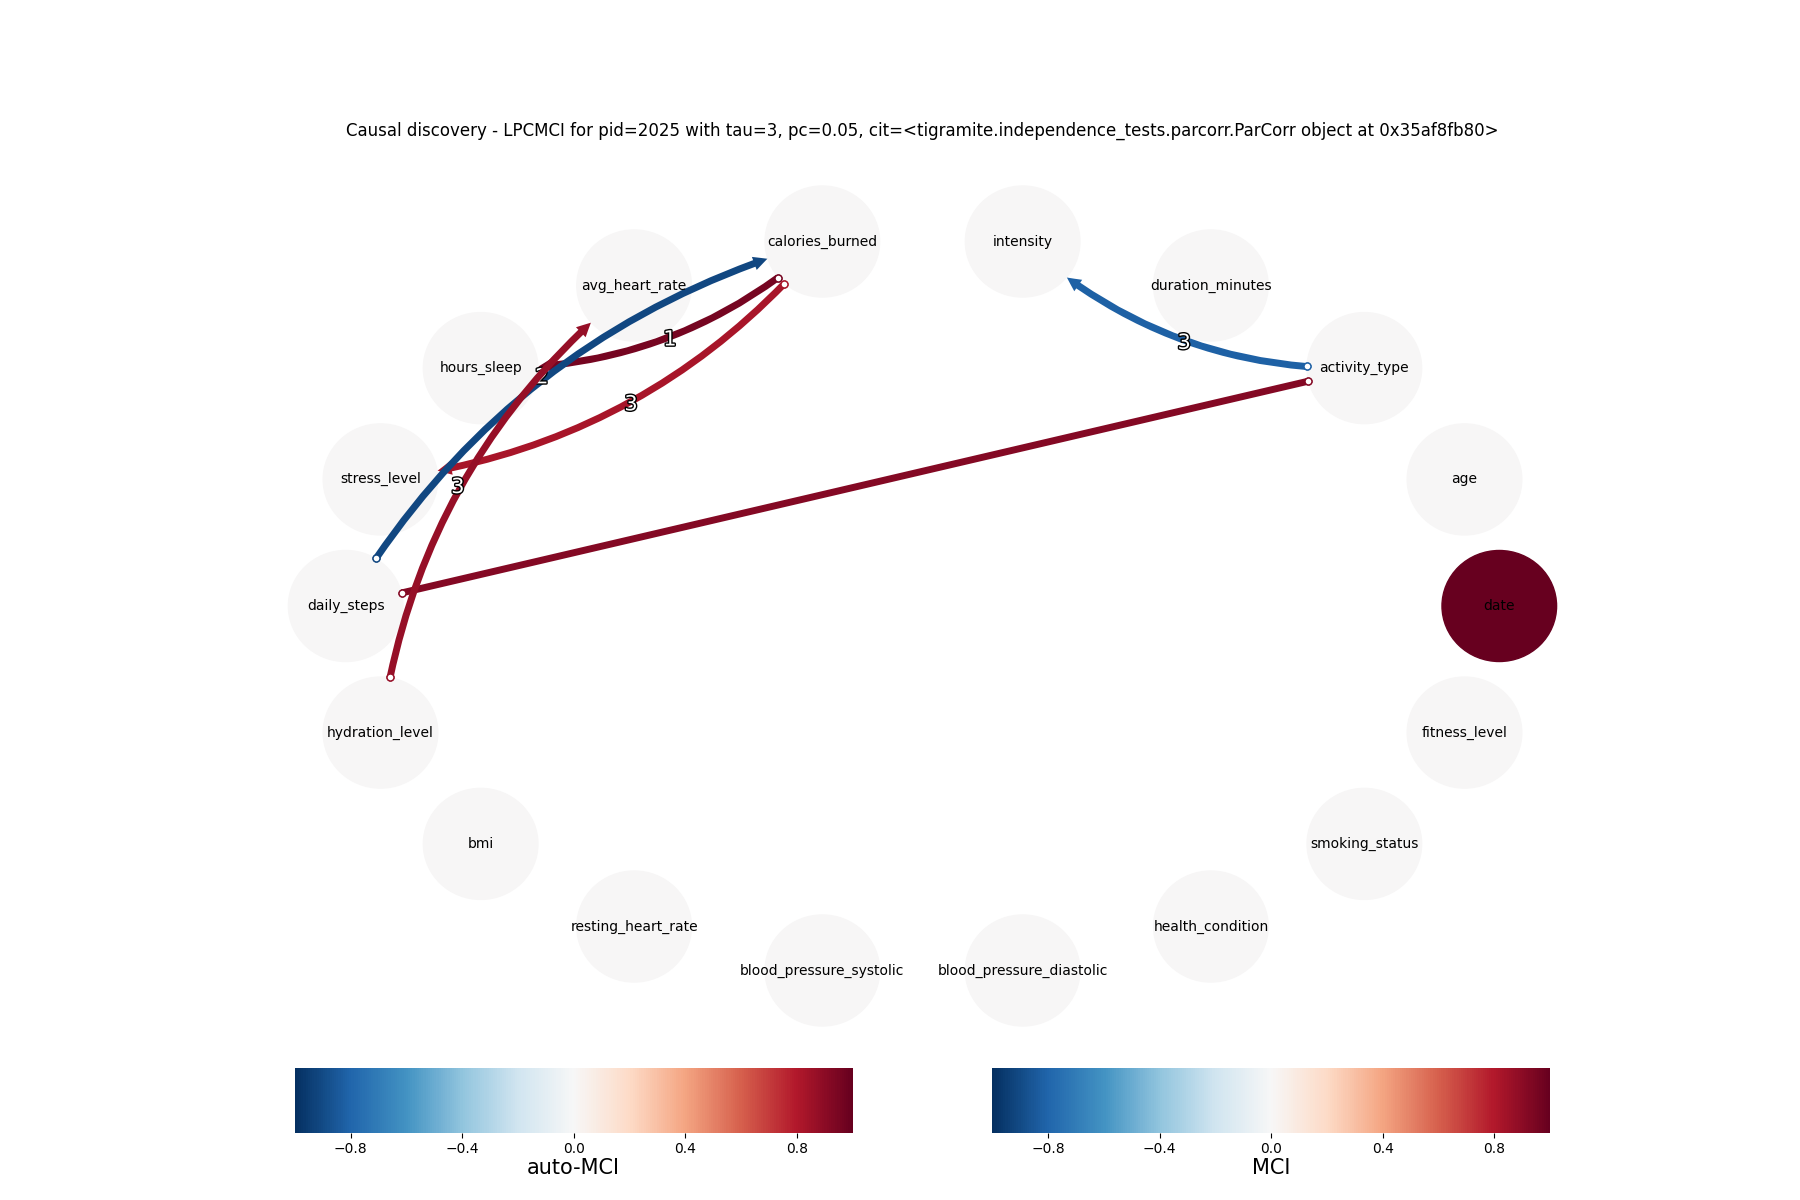 Causal discovery - LPCMCI for pid=2025 with tau=3, pc=0.05, cit=<tigramite.independence_tests.parcorr.ParCorr object at 0x35af8fb80>
calories_burned
intensity
avg_heart_rate
duration_minutes
1
3
hours_sleep
2
activity_type
3
stress_level
3
age
daily_steps
date
hydration_level
fitness_level
bmi
smoking_status
resting_heart_rate
health_condition
blood_pressure_systolic
blood_pressure_diastolic
−0.8 −0.4 0.0 0.4 0.8
auto-MCI
−0.8 −0.4 0.0 0.4 0.8
MCI